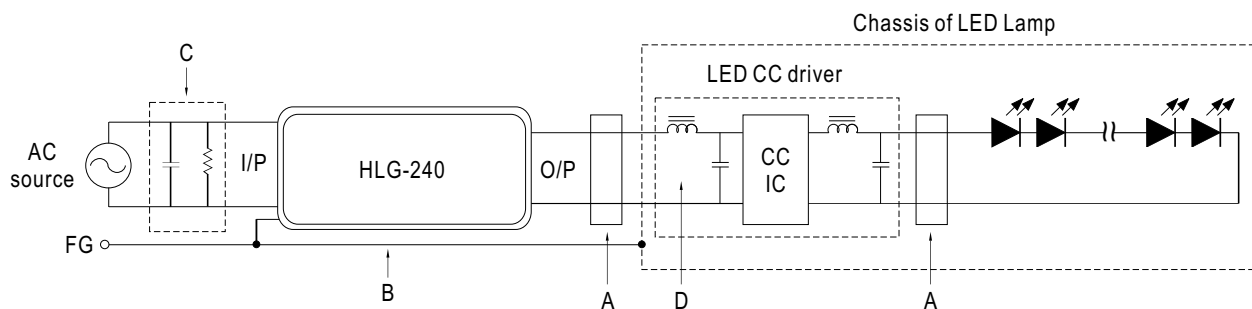 Chassis of LED Lamp
C
LED CC driver
AC
source
I/P
HLG-240
O/P
CC
IC
FG
B
A
D
A